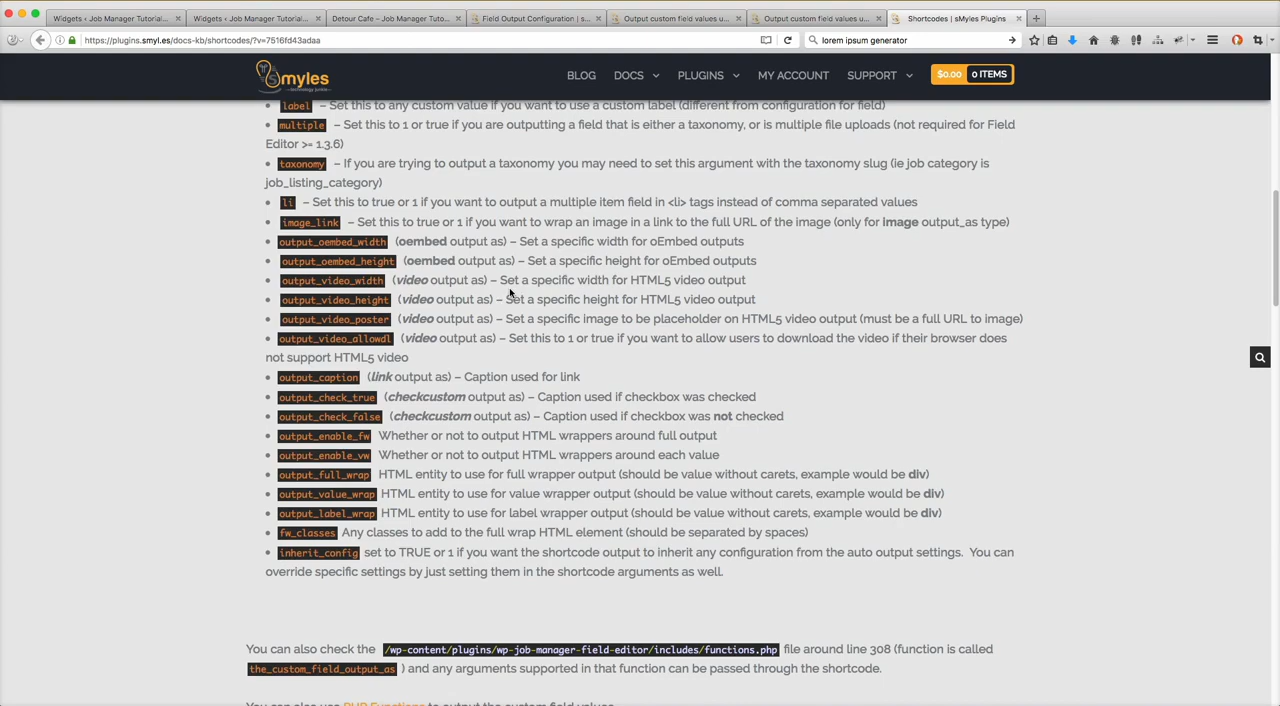 Widgets ‹ Job Manager Tutorial...
Widgets ‹ Job Manager Tutorial...
Detour Cafe – Job Manager Tuto...
Field Output Configuration | s...
Output custom field values u...
Output custom field values u...
Shortcodes | sMyles Plugins
https://plugins.smyl.es/docs-kb/shortcodes/?v=7516fd43adaa
lorem ipsum generator
Smyles
technology junkie
BLOG DOCS PLUGINS MY ACCOUNT SUPPORT $0.00 0 ITEMS
label – Set this to any custom value if you want to use a custom label (different from configuration for field)
multiple – Set this to 1 or true if you are outputting a field that is either a taxonomy, or is multiple file uploads (not required for Field
Editor >= 1.3.6)
taxonomy – If you are trying to output a taxonomy you may need to set this argument with the taxonomy slug (ie job category is
job_listing_category)
li – Set this to true or 1 if you want to output a multiple item field in <li> tags instead of comma separated values
image_link – Set this to true or 1 if you want to wrap an image in a link to the full URL of the image (only for Image output_as type)
output_oembed_width (oembed output as) – Set a specific width for oEmbed outputs
output_oembed_height (oembed output as) – Set a specific height for oEmbed outputs
output_video_width (video output as) – Set a specific width for HTML5 video output
output_video_height (video output as) – Set a specific height for HTML5 video output
output_video_poster (video output as) – Set a specific image to be placeholder HTML5 video output (must be a full URL to image)
output_video_allowdl (video output as) – Set this to 1 or true if you want to allow users to download the video if their browser does
not support HTML5 video
output_caption (link output as) – Caption used for link
output_check_true (checkcustom output as) – Caption used if checkbox was checked
output_check_false (checkcustom output as) – Caption used if checkbox was not checked
output_enable_fw Whether or not to output HTML wrappers around full output
output_enable_vw Whether or not to output HTML wrappers around each value
output_full_wrap HTML entity to use for full wrapper output (should be value without carets, example would be div)
output_value_wrap HTML entity to use for value wrapper output (should be value without carets, example would be div)
output_label_wrap HTML entity to use for label wrapper output (should be value without carets, example would be div)
fw_classes Any classes to add to the full wrap HTML element (should be separated by spaces)
inherit_config set to TRUE or 1 if you want the shortcode output to inherit any configuration from the auto output settings. You can
override specific settings by just setting them in the shortcode arguments as well.
You can also check the /wp-content/plugins/wp-job-manager-field-editor/includes/functions.php file around line 308 (function is called
the_custom_field_output_as ) and any arguments supported in that function can be passed through the shortcode.
You can also use PHP Functions to output the custom field values